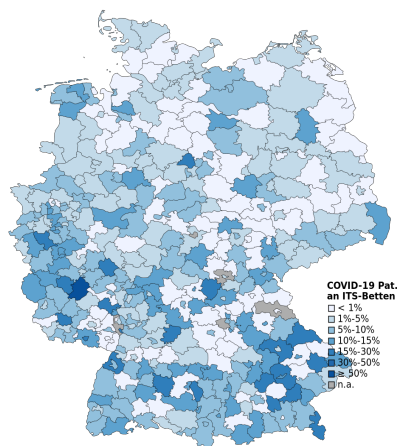 COVID-19 Pat.
an ITS-Betten
< 1%
1%-5%
5%-10%
10%-15%
15%-30%
30%-50%
≥ 50%
n.a.